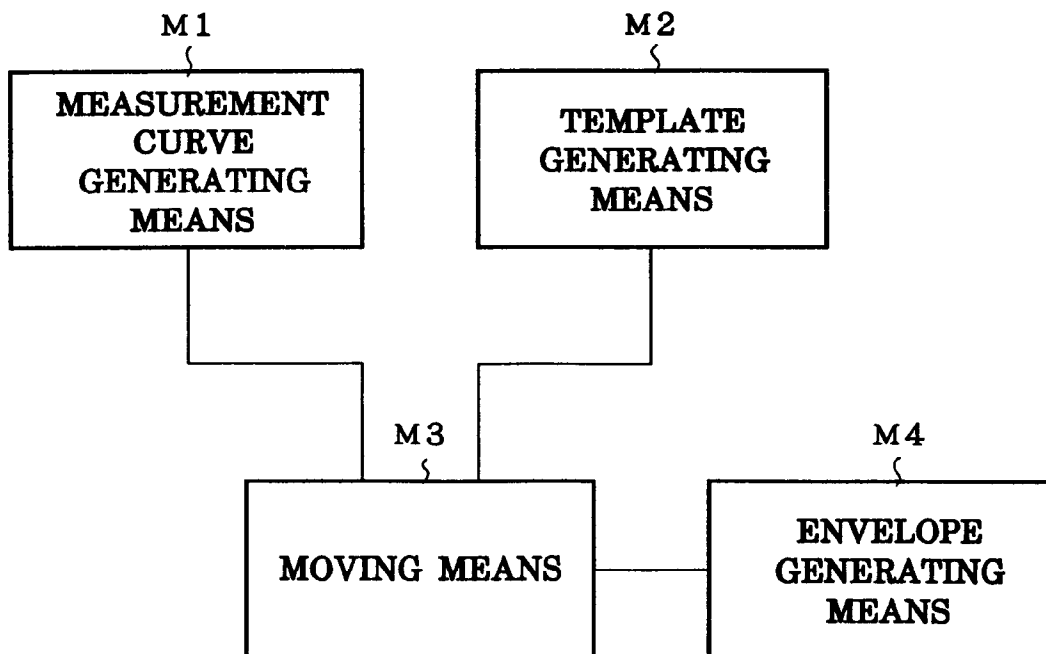 M1
MEASUREMENT
CURVE
GENERATING
MEANS
M2
TEMPLATE
GENERATING
MEANS
M3
MOVING MEANS
M4
ENVELOPE
GENERATING
MEANS